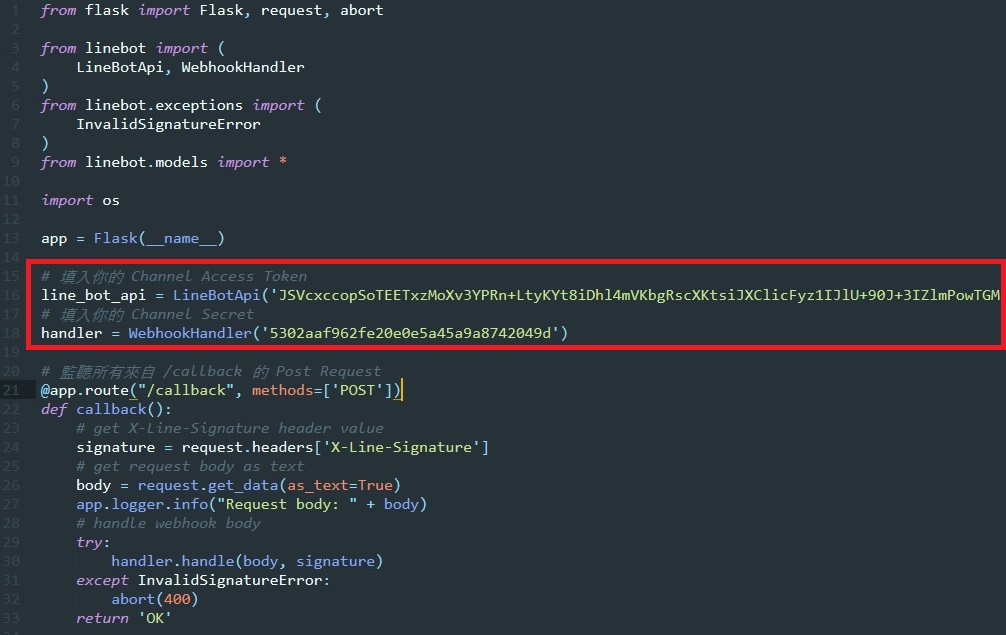 1 from flask import Flask, request, abort
2
3 from linebot import (
4     LineBotApi, WebhookHandler
5 )
6 from linebot.exceptions import (
7     InvalidSignatureError
8 )
9 from linebot.models import *
10
11 import os
12
13 app = Flask(__name__)
14
15 # 填入你的 Channel Access Token
16 line_bot_api = LineBotApi('JSVcxccopSoTEETxzMoXv3YPRn+LtyKYt8iDhl4mVKbgRscXKtsiJXClicFyz1IJlU+90J+3IZlmPowTGM
17 # 填入你的 Channel Secret
18 handler = WebhookHandler('5302aaf962fe20e0e5a45a9a8742049d')
19
20 # 監聽所有來自 /callback 的 Post Request
21 @app.route("/callback", methods=['POST'])
22 def callback():
23     # get X-Line-Signature header value
24     signature = request.headers['X-Line-Signature']
25     # get request body as text
26     body = request.get_data(as_text=True)
27     app.logger.info("Request body: " + body)
28     # handle webhook body
29     try:
30         handler.handle(body, signature)
31     except InvalidSignatureError:
32         abort(400)
33     return 'OK'